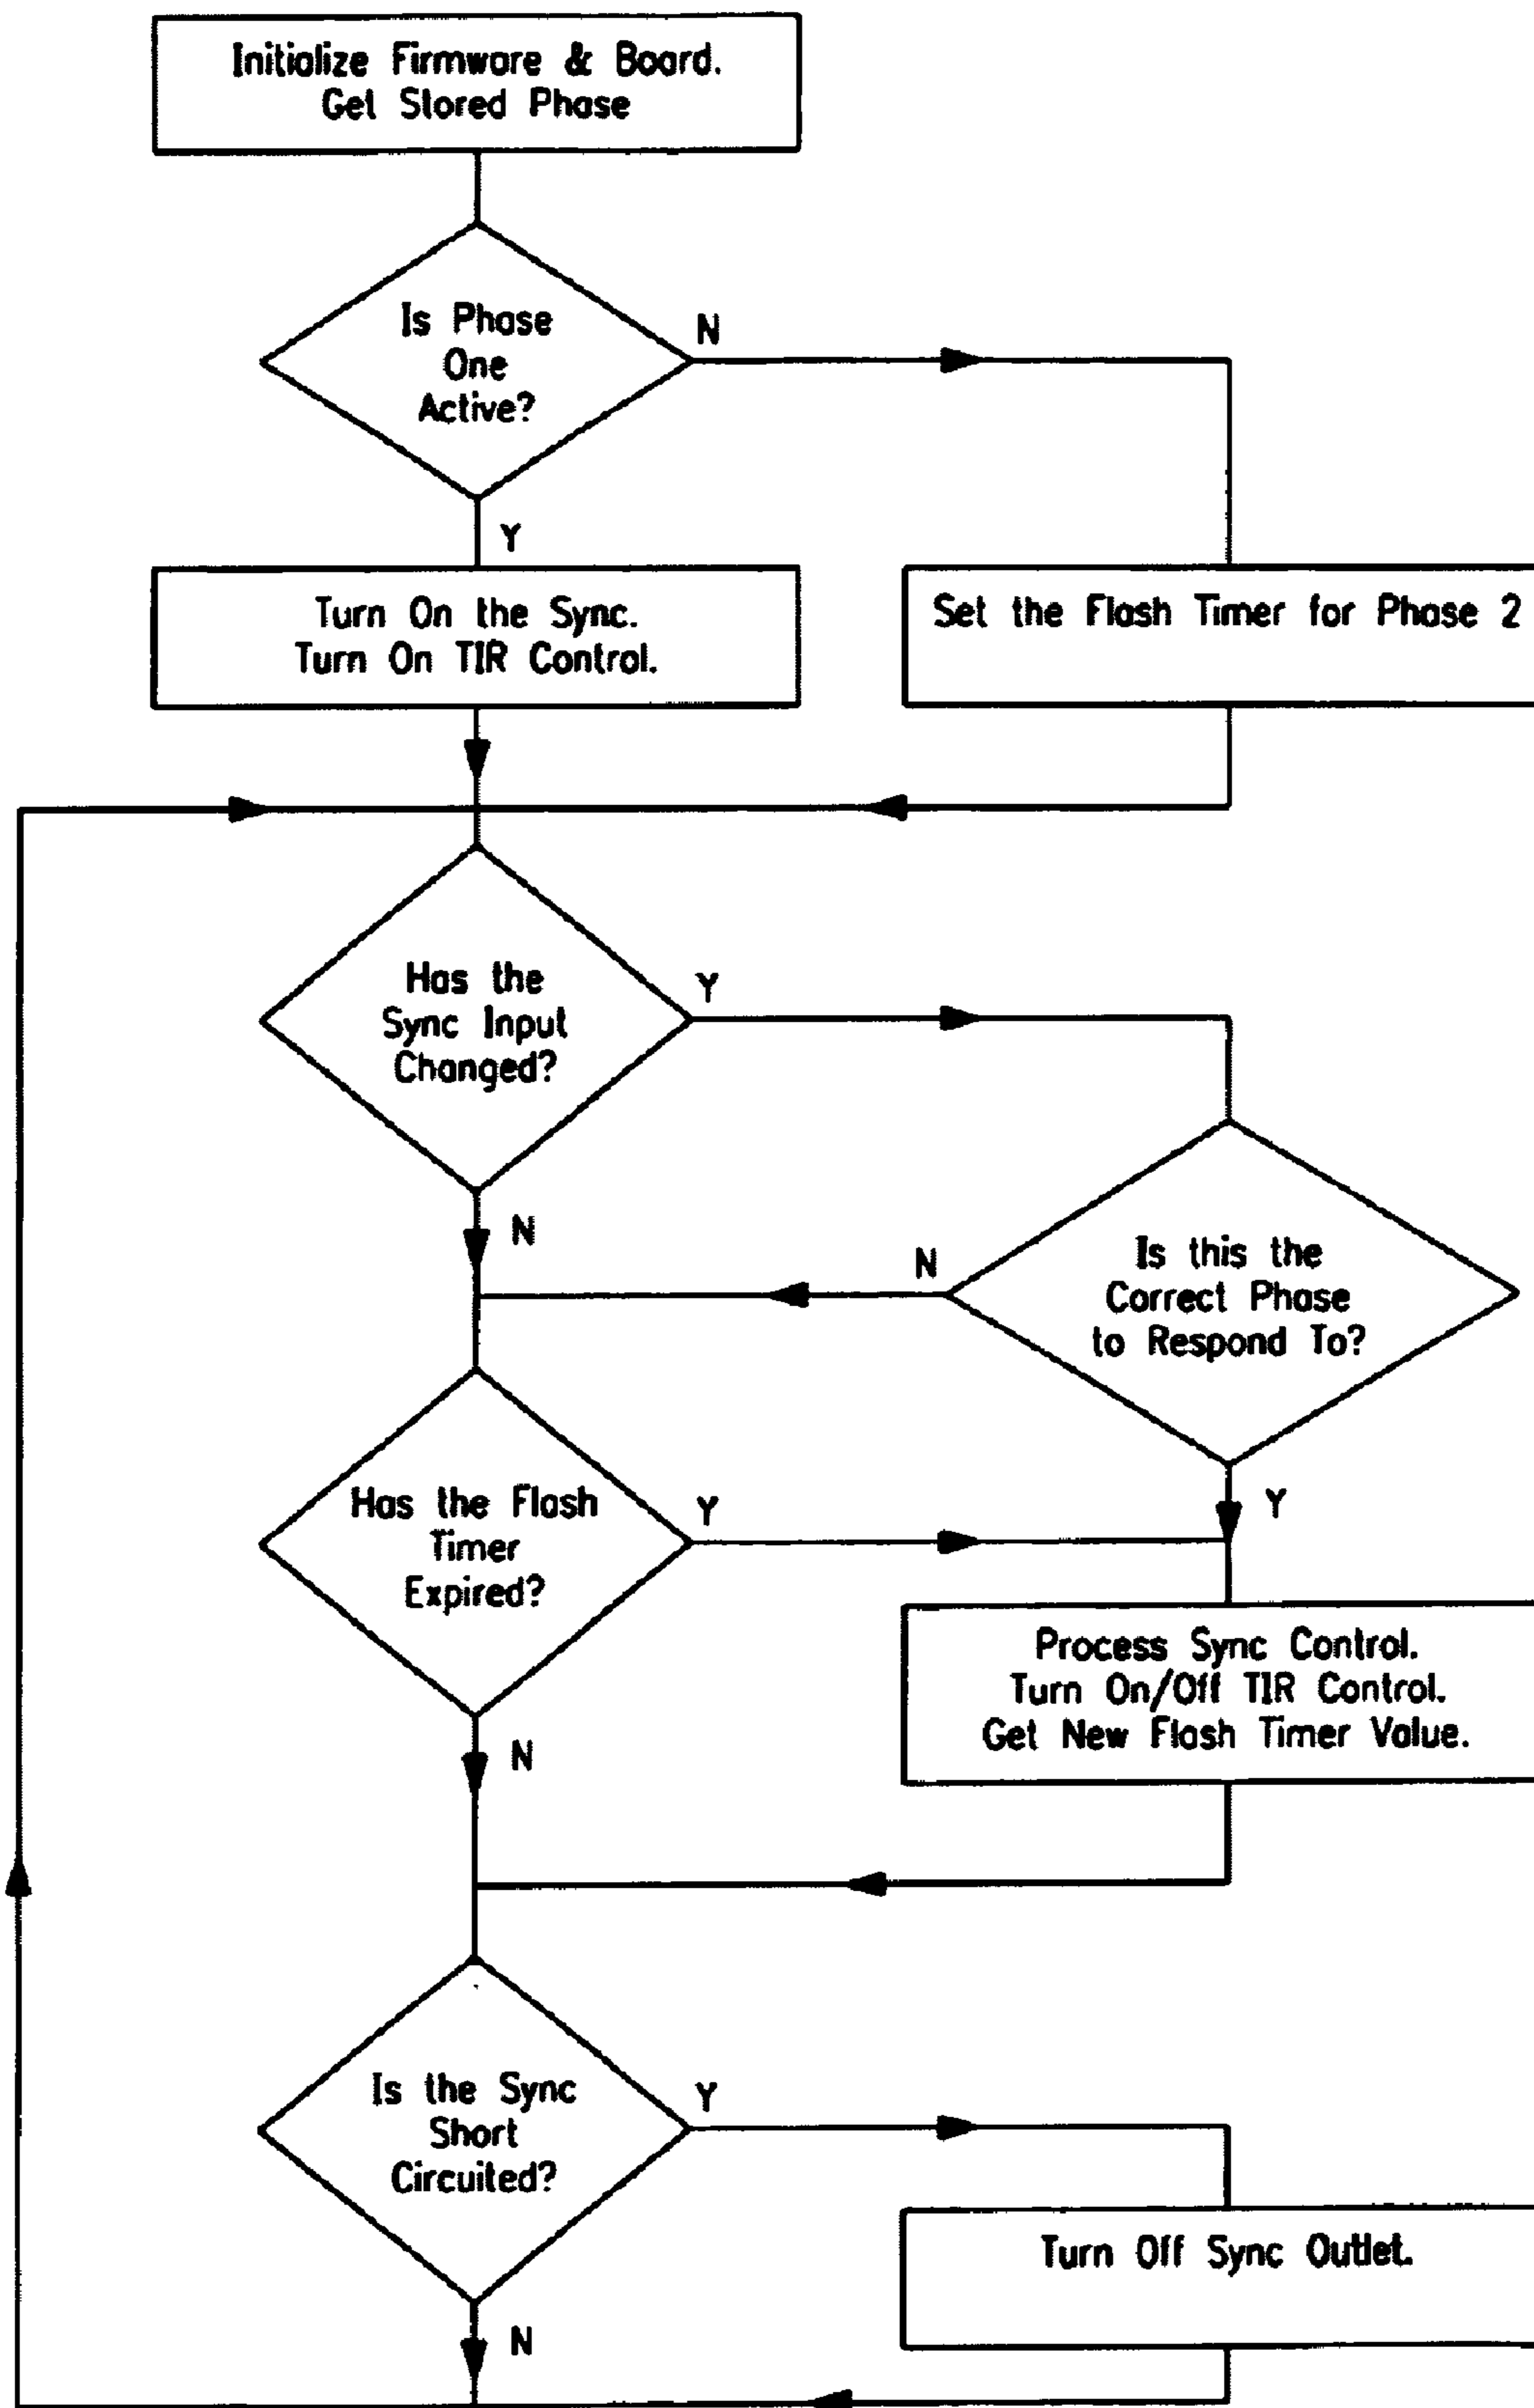 Initialize Firmware & Board.
Get Stored Phase
Is Phase
One
Active?
N
Y
Turn On the Sync.
Turn On TIR Control.
Set the Flash Timer for Phase 2
Has the
Sync Input
Changed?
Y
N
Is this the
Correct Phase
to Respond To?
N
Y
Has the Flash
Timer
Expired?
Y
N
Process Sync Control.
Turn On/Off TIR Control.
Get New Flash Timer Value.
Is the Sync
Short
Circuited?
Y
N
Turn Off Sync Outlet.